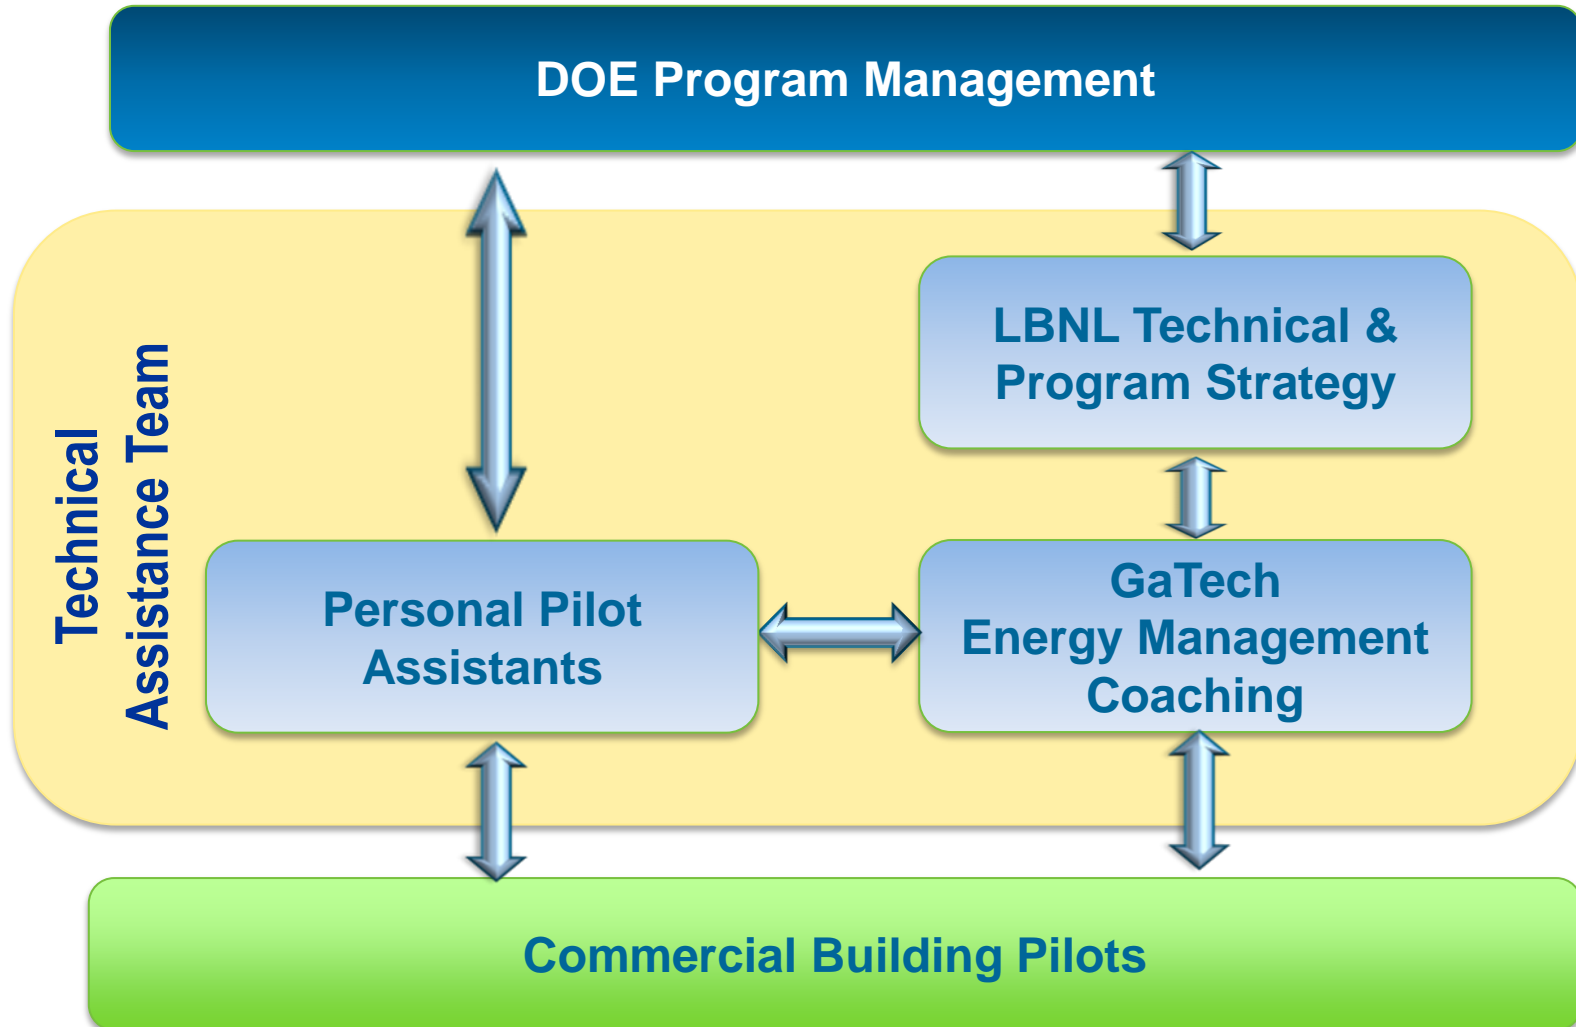 DOE Program Management
LBNL Technical &
Program Strategy
Technical
Assistance Team
Personal Pilot
Assistants
GaTech
Energy Management
Coaching
Commercial Building Pilots